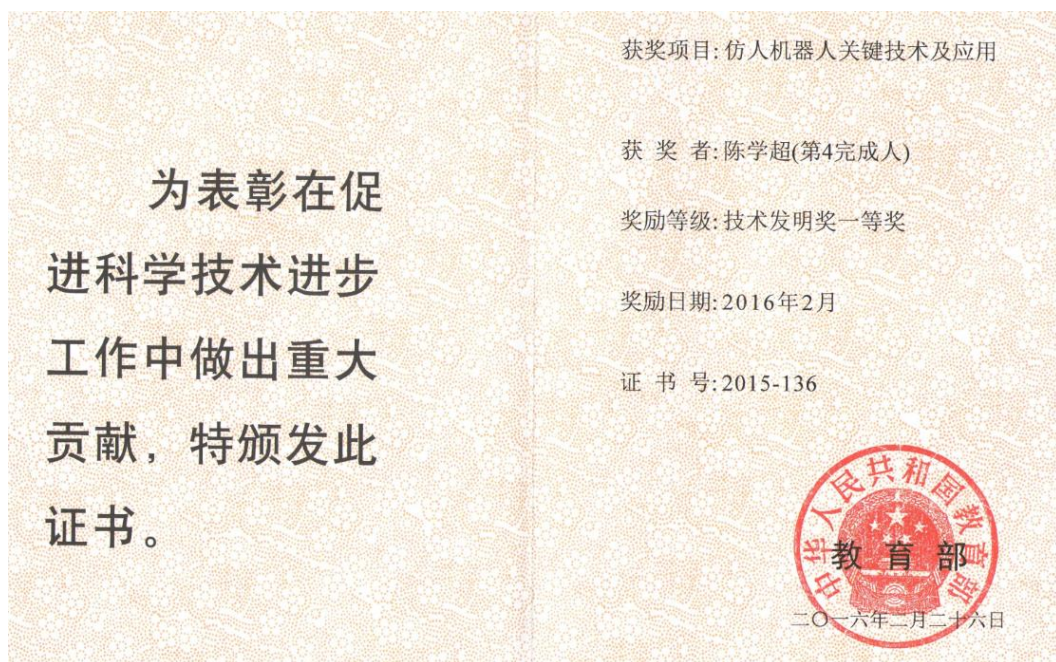 为表彰在促
进科学技术进步
工作中做出重大
贡献，特颁发此
证书。
获奖项目:仿人机器人关键技术及应用
获 奖 者:陈学超(第4完成人)
奖励等级:技术发明奖一等奖
奖励日期:2016年2月
证 书 号:2015-136
中华人民共和国教育部
教 育 部
二〇一六年二月二十六日